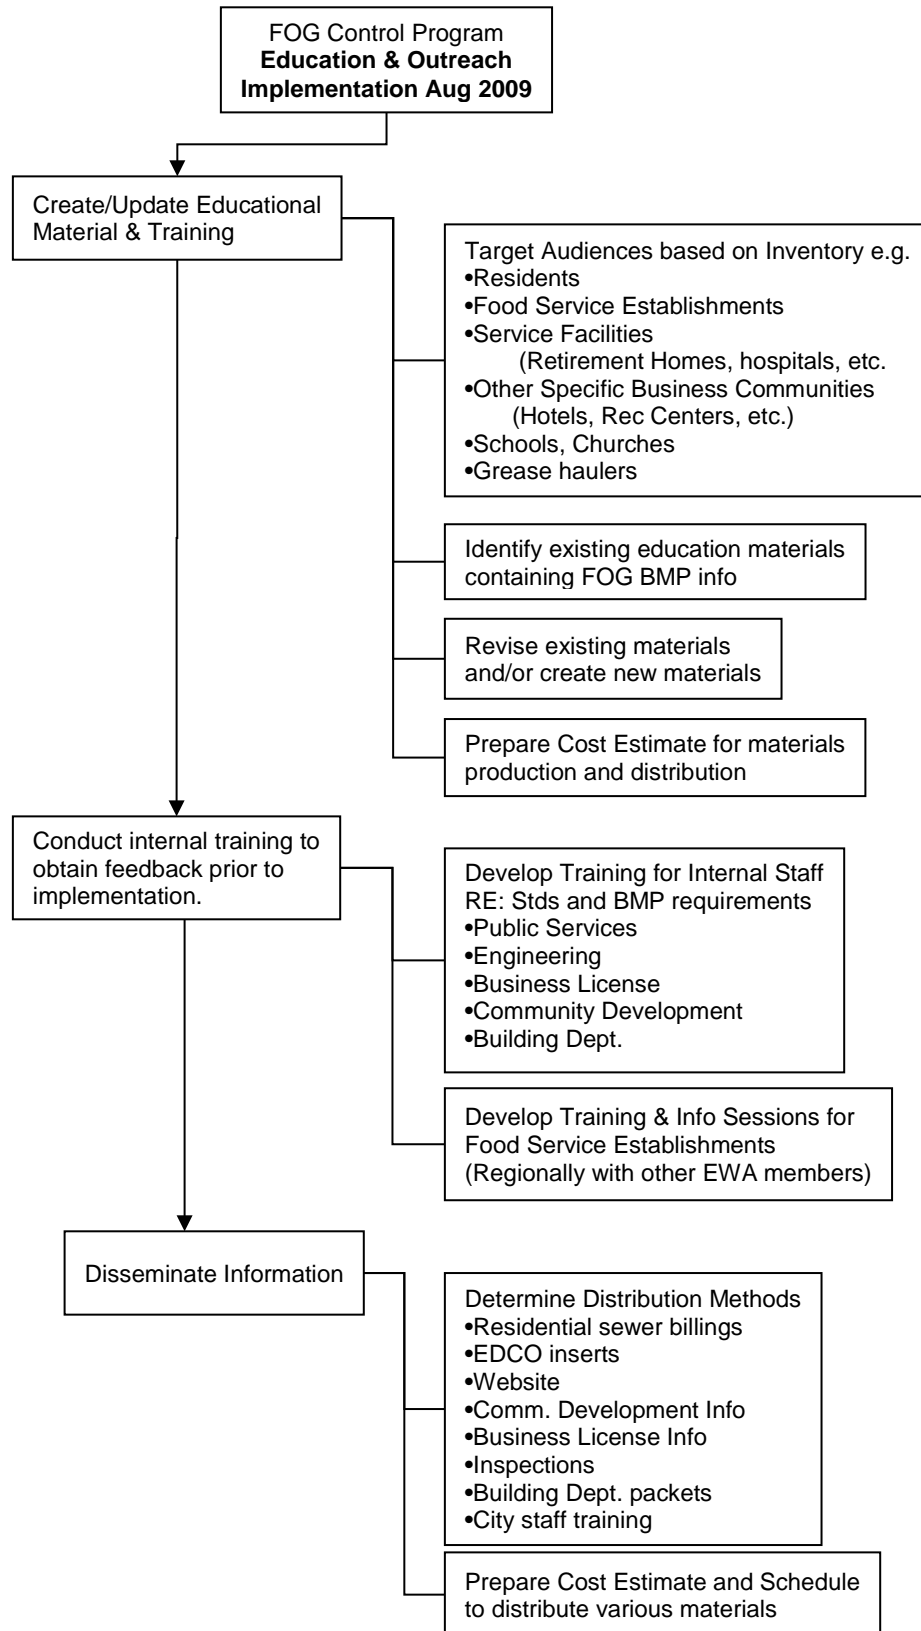 FOG Control Program
Education & Outreach
Implementation Aug 2009
Create/Update Educational
Material & Training
Target Audiences based on Inventory e.g.
•Residents
•Food Service Establishments
•Service Facilities
(Retirement Homes, hospitals, etc.
•Other Specific Business Communities
(Hotels, Rec Centers, etc.)
•Schools, Churches
•Grease haulers
Identify existing education materials
containing FOG BMP info
Revise existing materials
and/or create new materials
Prepare Cost Estimate for materials
production and distribution
Conduct internal training to
obtain feedback prior to
implementation.
Develop Training for Internal Staff
RE: Stds and BMP requirements
•Public Services
•Engineering
•Business License
•Community Development
•Building Dept.
Develop Training & Info Sessions for
Food Service Establishments
(Regionally with other EWA members)
Disseminate Information
Determine Distribution Methods
•Residential sewer billings
•EDCO inserts
•Website
•Comm. Development Info
•Business License Info
•Inspections
•Building Dept. packets
•City staff training
Prepare Cost Estimate and Schedule
to distribute various materials